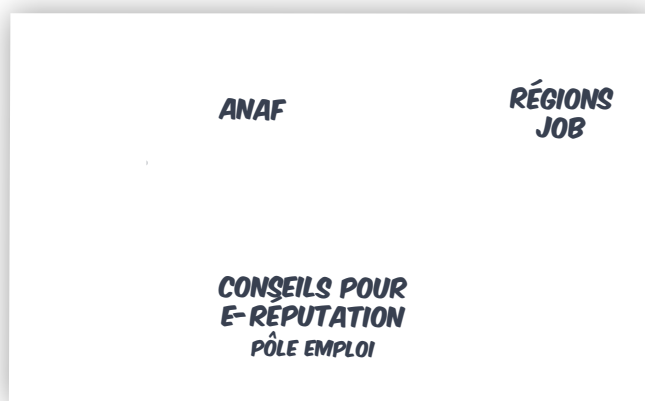 ANAF
RÉGIONS
JOB
CONSEILS POUR
E-RÉPUTATION
PÔLE EMPLOI